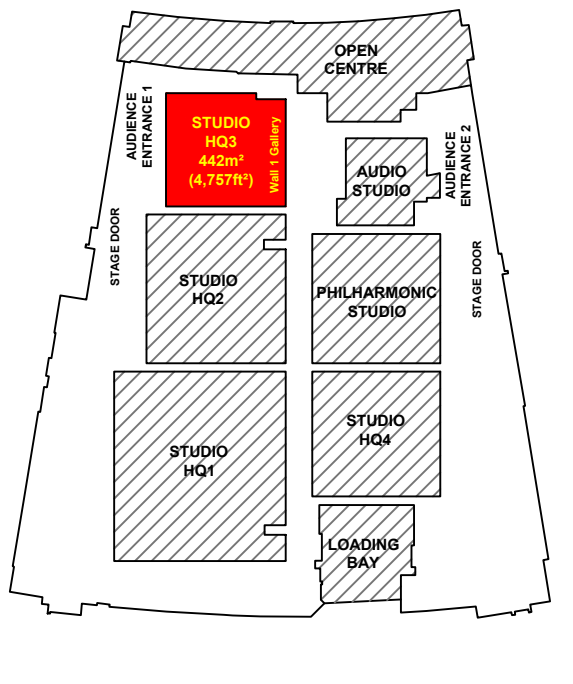 OPEN
CENTRE
AUDIENCE
ENTRANCE 1
STUDIO
HQ3
442m²
(4,757ft²)
Wall 1 Gallery
AUDIO
STUDIO
AUDIENCE
ENTRANCE 2
STAGE DOOR
STUDIO
HQ2
PHILHARMONIC
STUDIO
STAGE DOOR
STUDIO
HQ1
STUDIO
HQ4
LOADING
BAY